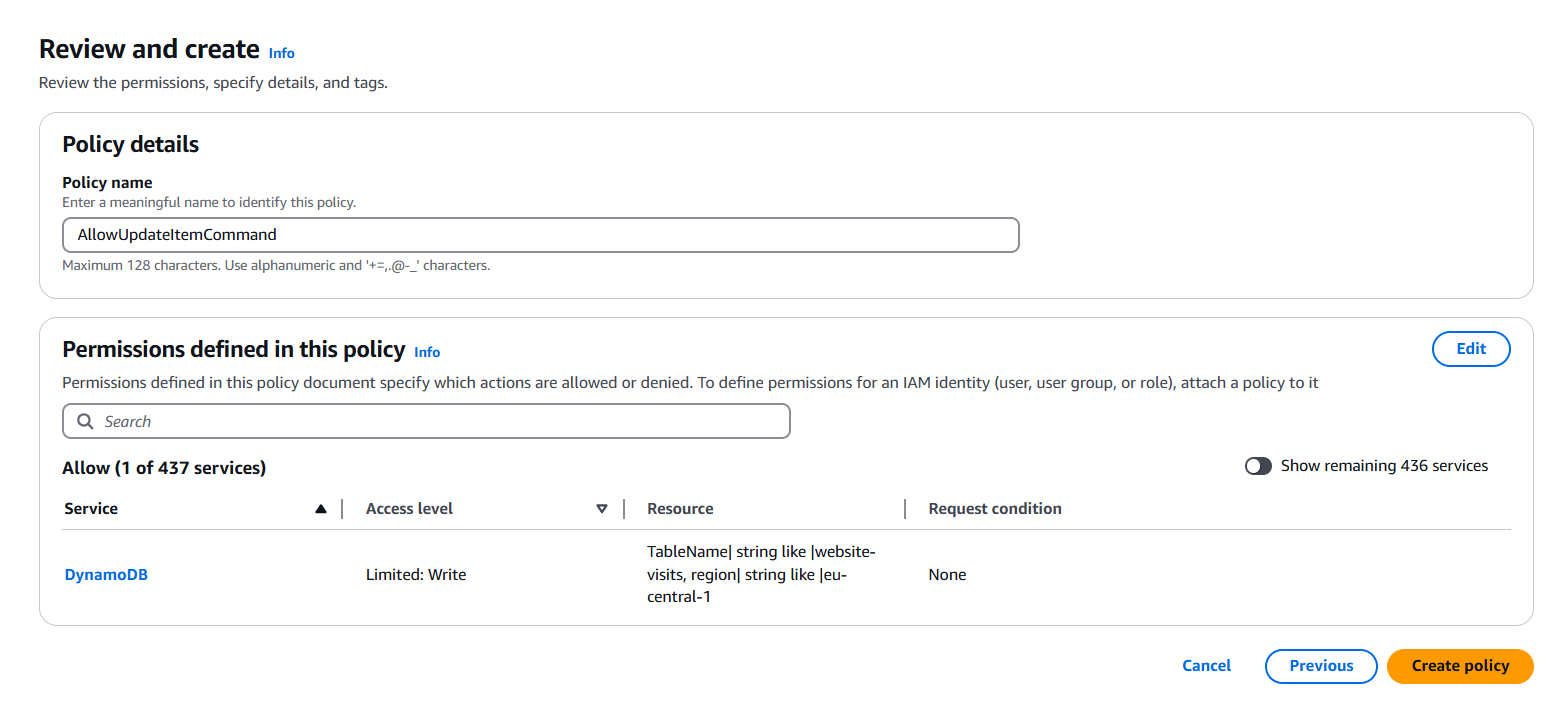 Review and create Info
Review the permissions, specify details, and tags.
Policy details
Policy name
Enter a meaningful name to identify this policy.
AllowUpdateItemCommand
Maximum 128 characters. Use alphanumeric and '+=,.@-_' characters.
Permissions defined in this policy Info
Edit
Permissions defined in this policy document specify which actions are allowed or denied. To define permissions for an IAM identity (user, user group, or role), attach a policy to it
Search
Allow (1 of 437 services)
Show remaining 436 services
Service
Access level
Resource
Request condition
DynamoDB
Limited: Write
TableName| string like |website-
visits, region| string like |eu-
central-1
None
Cancel
Previous
Create policy